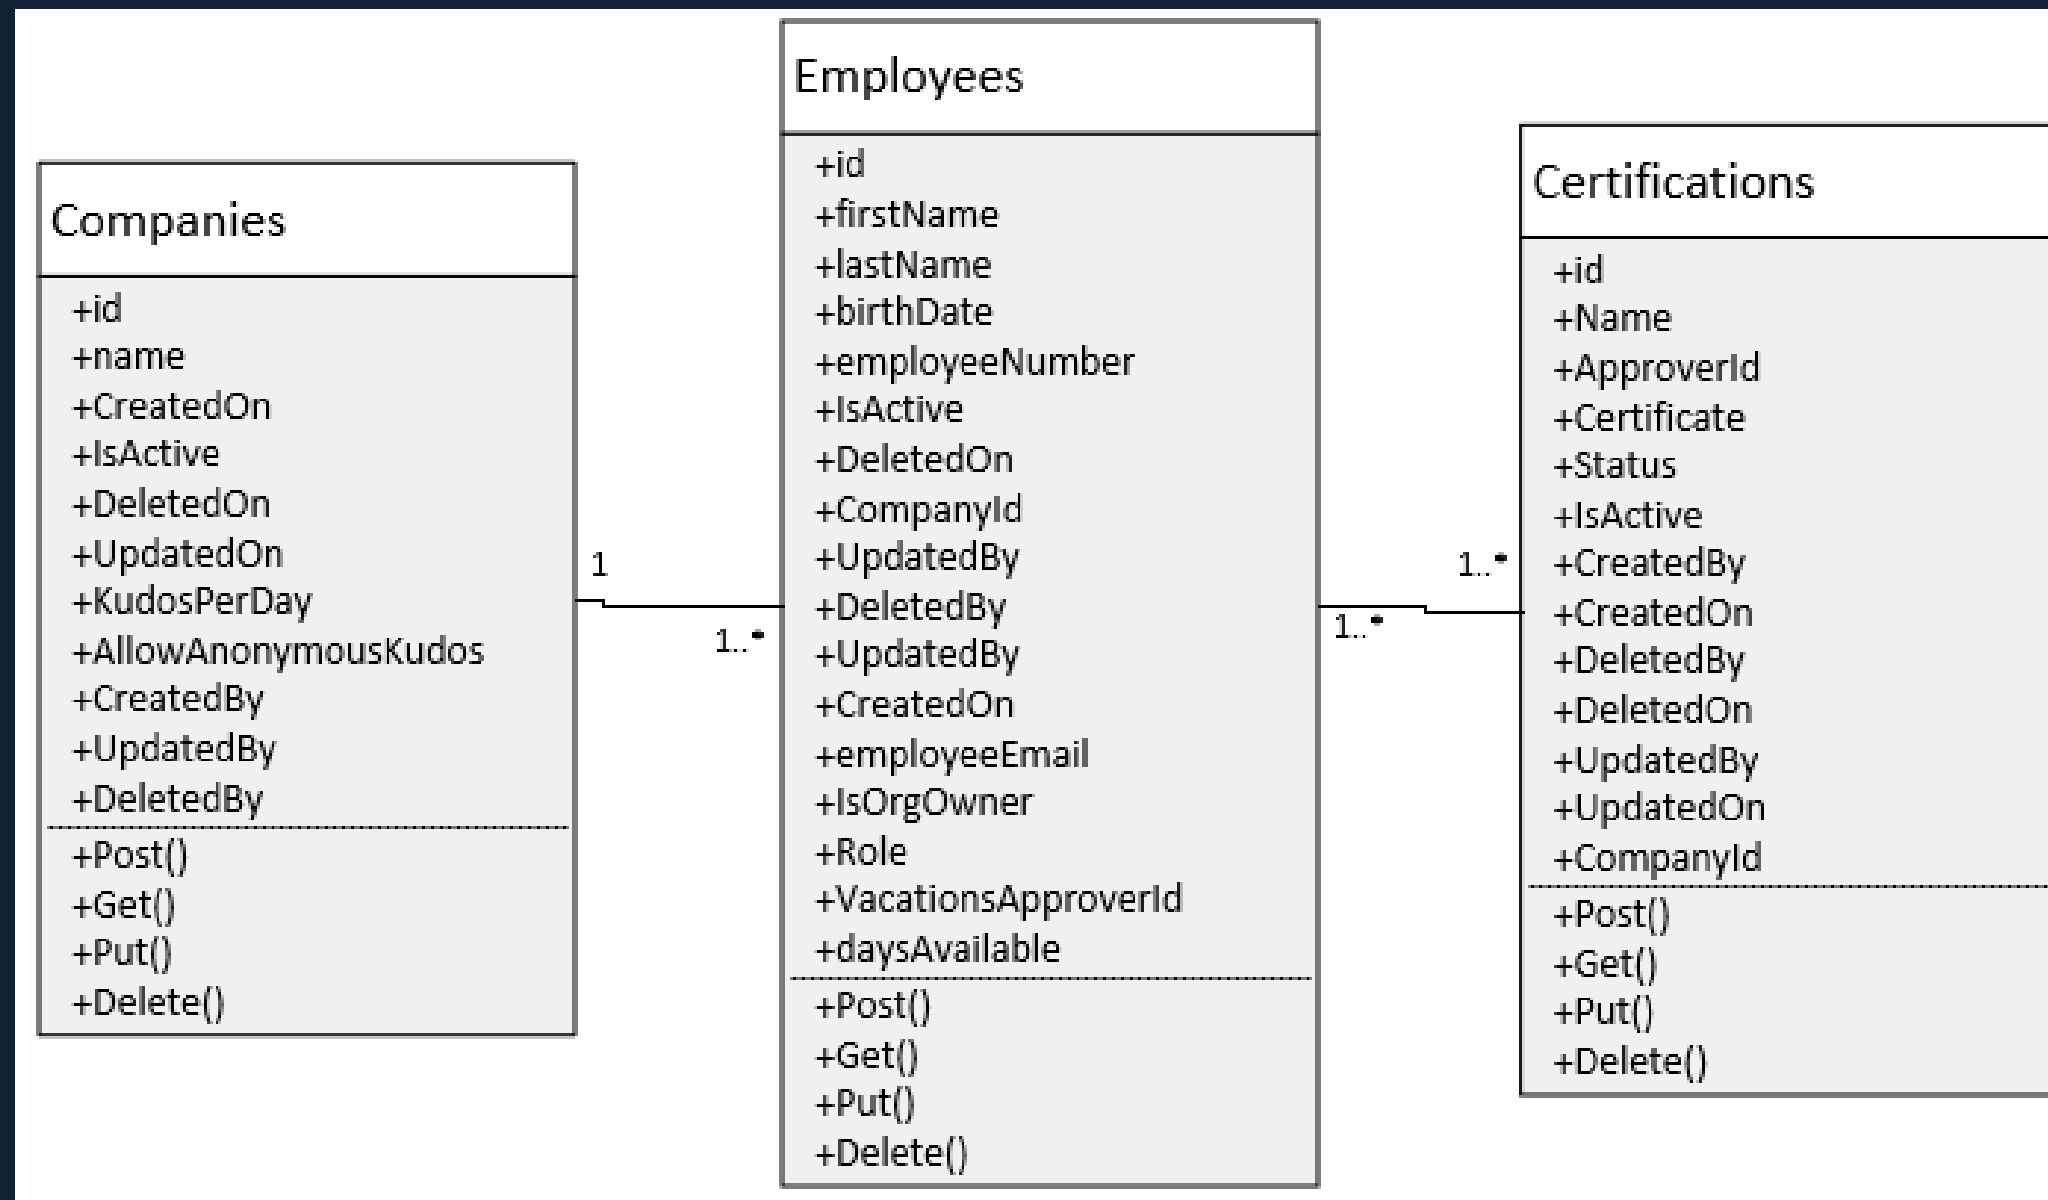 Companies
+id
+name
+CreatedOn
+IsActive
+DeletedOn
+UpdatedOn
+KudosPerDay
+AllowAnonymousKudos
+CreatedBy
+UpdatedBy
+DeletedBy
+Post()
+Get()
+Put()
+Delete()
1
1..*
Employees
+id
+firstName
+lastName
+birthDate
+employeeNumber
+IsActive
+DeletedOn
+CompanyId
+UpdatedBy
+DeletedBy
+UpdatedBy
+CreatedOn
+employeeEmail
+IsOrgOwner
+Role
+VacationsApproverId
+daysAvailable
+Post()
+Get()
+Put()
+Delete()
1..*
1..*
Certifications
+id
+Name
+ApproverId
+Certificate
+Status
+IsActive
+CreatedBy
+CreatedOn
+DeletedBy
+DeletedOn
+UpdatedBy
+UpdatedOn
+CompanyId
+Post()
+Get()
+Put()
+Delete()